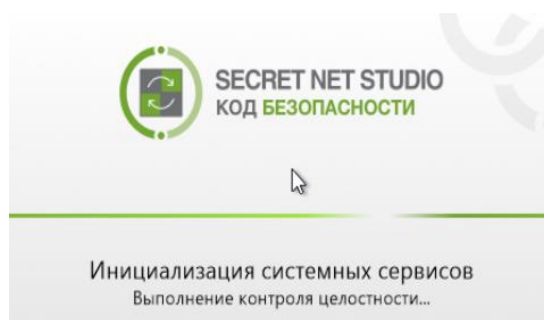 SECRET NET STUDIO
КОД БЕЗОПАСНОСТИ
Инициализация системных сервисов
Выполнение контроля целостности...